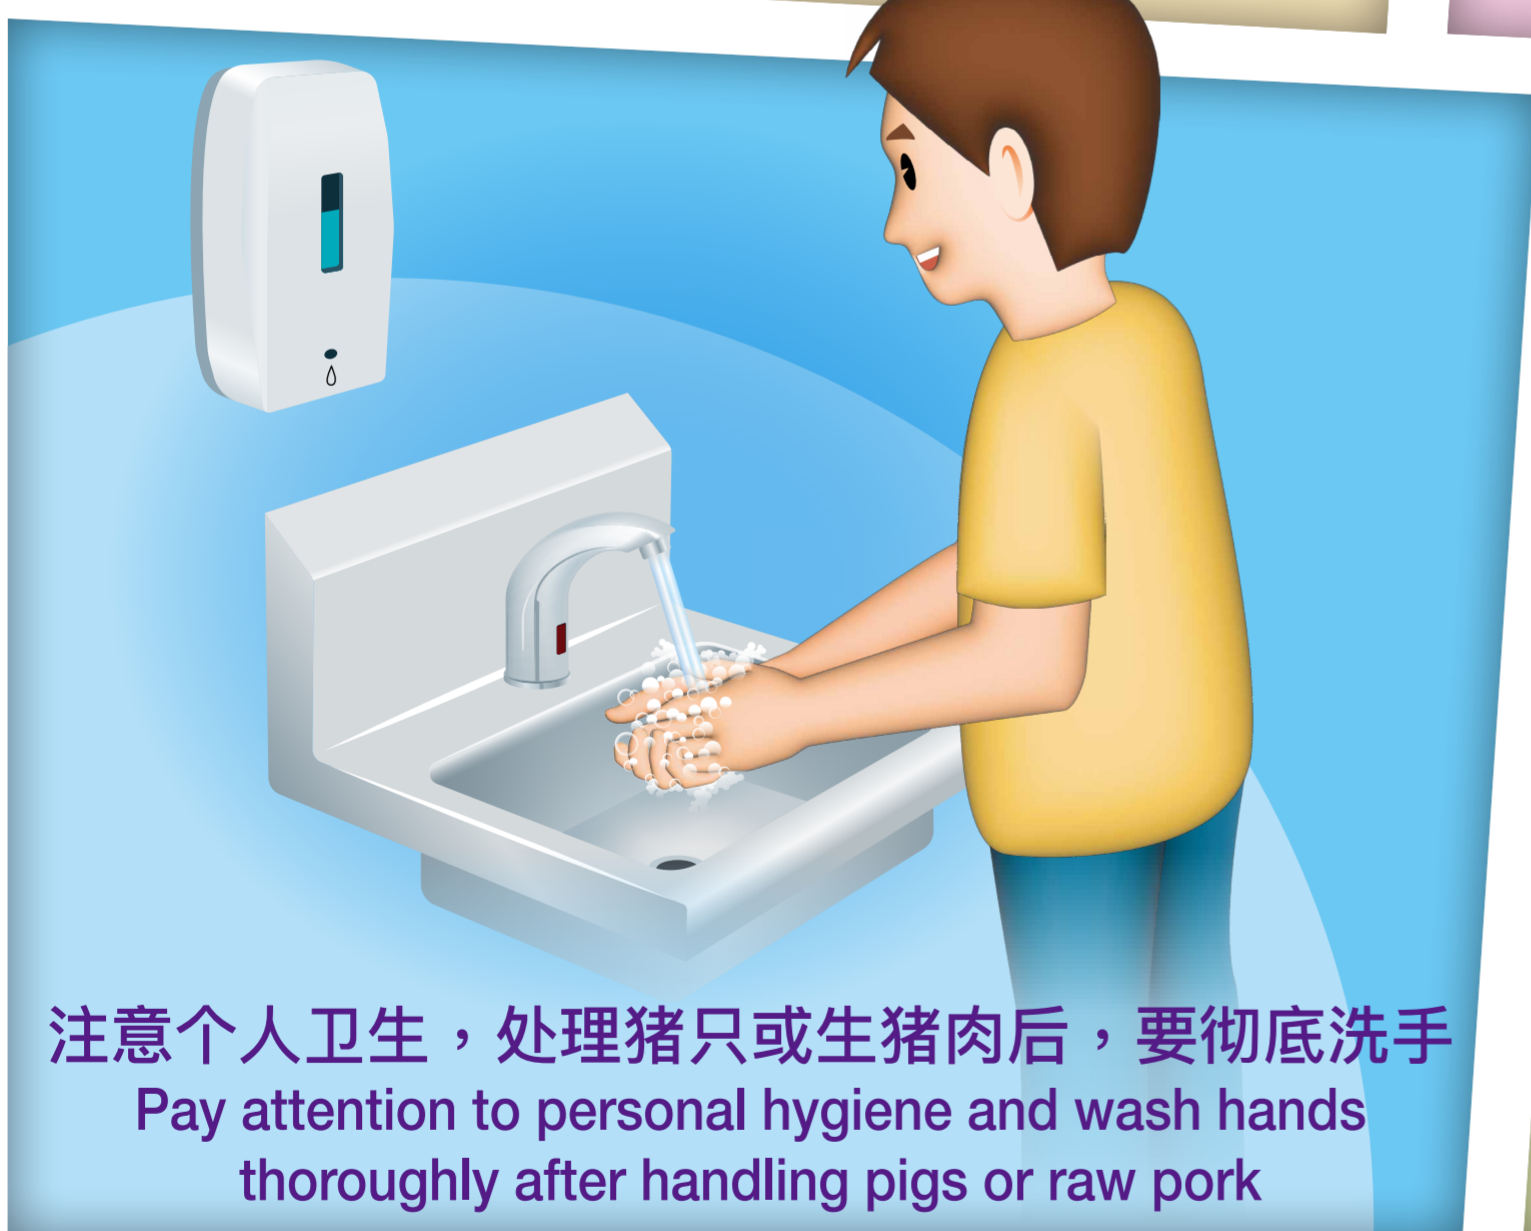 注意个人卫生，处理猪只或生猪肉后，要彻底洗手
Pay attention to personal hygiene and wash hands
thoroughly after handling pigs or raw pork